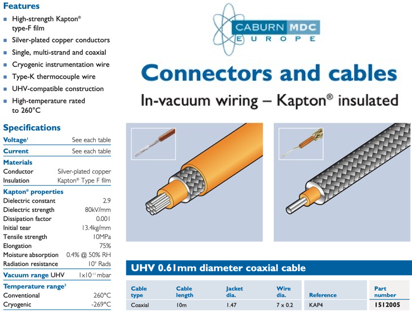 Features
High-strength Kapton®
type-F film
Silver-plated copper conductors
Single, multi-strand and coaxial
Cryogenic instrumentation wire
Type-K thermocouple wire
UHV-compatible construction
High-temperature rated
to 260°C
Specifications
Voltage¹ See each table
Current See each table
Materials
Conductor Silver-plated copper
Insulation Kapton® Type F film
Kapton® properties
Dielectric constant 2.9
Dielectric strength 80kV/mm
Dissipation factor 0.001
Initial tear 13.4kg/mm
Tensile strength 10MPa
Elongation 75%
Moisture absorption 0.4% @ 50% RH
Radiation resistance Rads
Vacuum range UHV mbar
Temperature range²
Conventional 260°C
Cryogenic -269°C
CABURN MDC
EUROPE
Connectors and cables
In-vacuum wiring – Kapton® insulated
UHV 0.61mm diameter coaxial cable
Cable type Cable length Jacket dia. Wire dia. Reference Part number
Coaxial 10m 1.47 7 x 0.2 KAP4 1512005